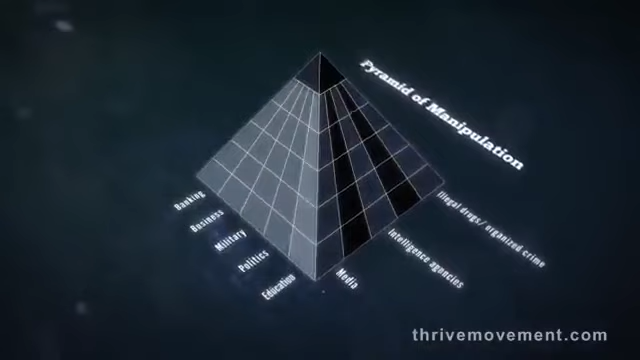 Pyramid of Manipulation
Banking
Business
Military
Politics
Education
Media
Intelligence agencies
Illegal drugs/ organized crime
thrivemovement.com